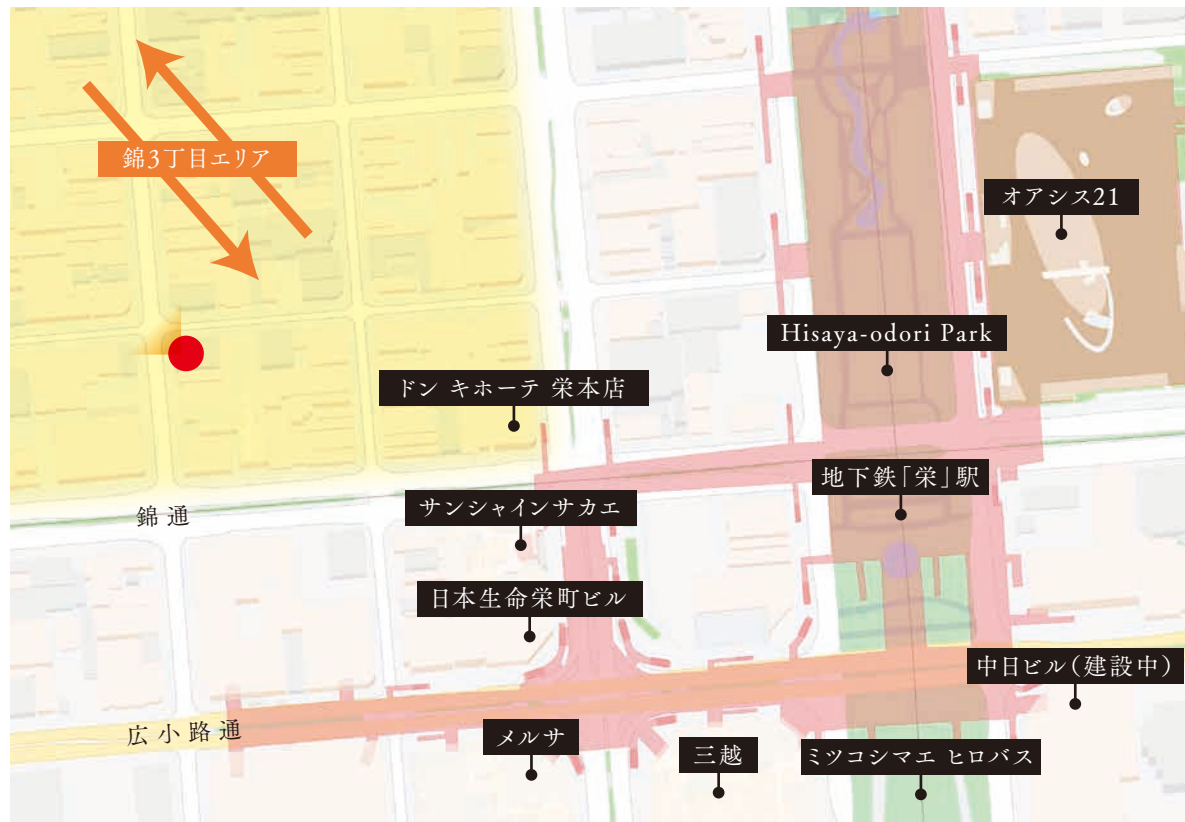 錦3丁目エリア
オアシス21
Hisaya-odori Park
ドン キホーテ 栄本店
地下鉄「栄」駅
サンシャインサカエ
錦通
日本生命栄町ビル
中日ビル（建設中）
広小路通
メルサ
三越
ミツコシマエ ヒロバス